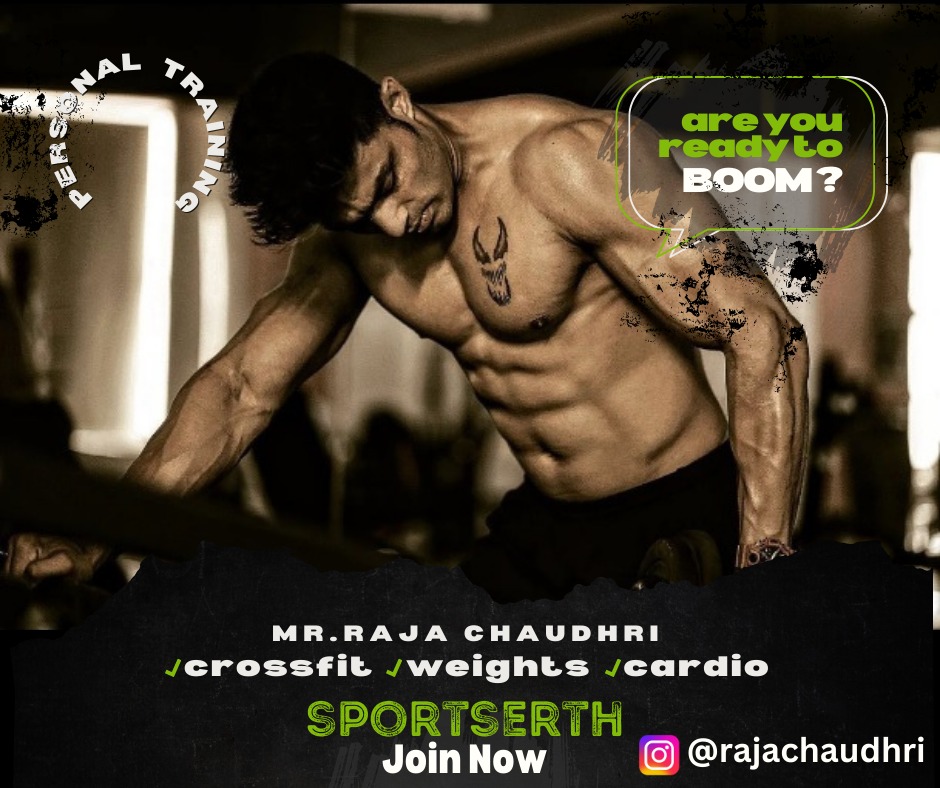 PERSONAL TRAINING
are you
ready to
BOOM?
MR.RAJA CHAUDHRI
✓crossfit ✓weights ✓cardio
SPORTSERTH
Join Now
@rajachaudhri